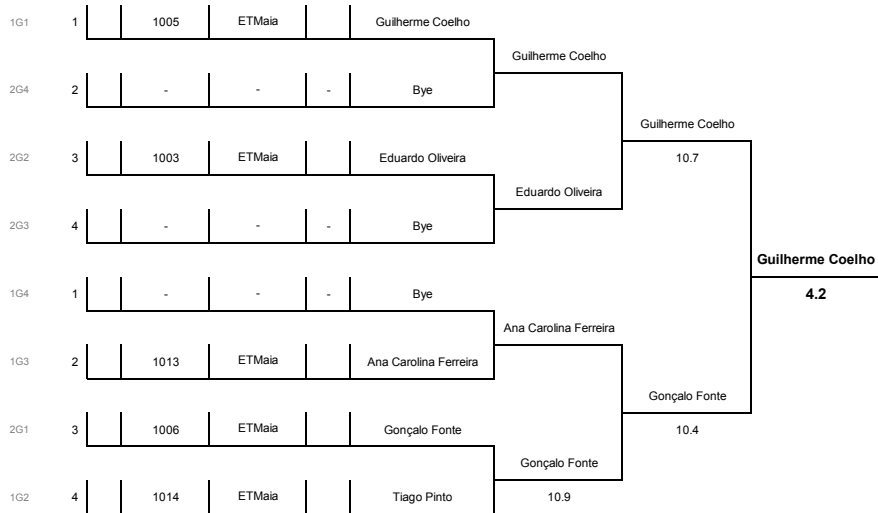 1G1 1 1005 ETMaia Guilherme Coelho
Guilherme Coelho
2G4 2 - - - Bye
Guilherme Coelho
10.7
2G2 3 1003 ETMaia Eduardo Oliveira
Eduardo Oliveira
2G3 4 - - - Bye
Guilherme Coelho
4.2
1G4 1 - - - Bye
Ana Carolina Ferreira
1G3 2 1013 ETMaia Ana Carolina Ferreira
Gonçalo Fonte
10.4
2G1 3 1006 ETMaia Gonçalo Fonte
Gonçalo Fonte
10.9
1G2 4 1014 ETMaia Tiago Pinto